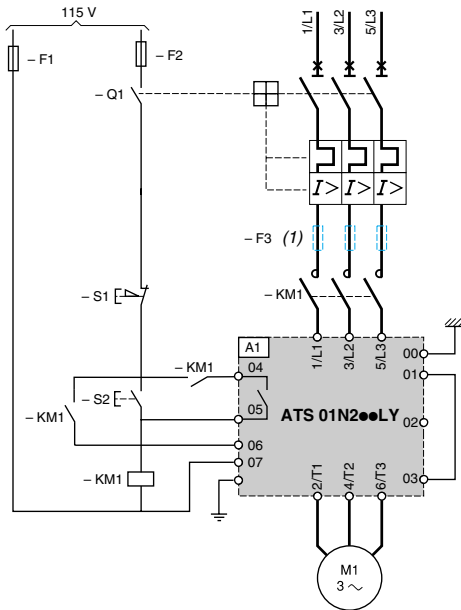 115 V
– F1
– F2
1/L1
3/L2
5/L3
– Q1
I >
I >
I >
– F3 (1)
– S1
– KM1
A1
1/L1
3/L2
5/L3
00
– KM1
04
01
– S2
05
ATS 01N2●●LY
02
– KM1
06
07
03
– KM1
2/T1
4/T2
6/T3
M1
3 ~